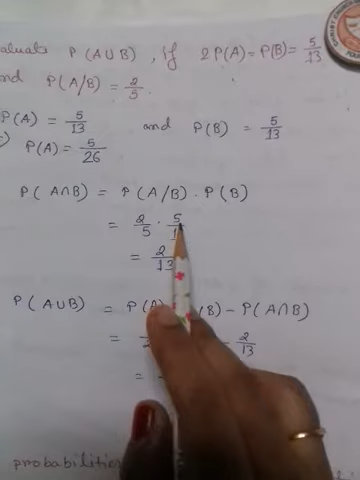 evaluate P(A∪B), if 2P(A) = P(B) = 5/13
and P(A/B) = 2/5.
P(A) = 5/13 and P(B) = 5/13
P(A) = 5/26
P(A∩B) = P(A/B) · P(B)
= 2/5 · 5/1
= 2/13
P(A∪B) = P(A) (B) − P(A∩B)
= 2/13
=
probabilities